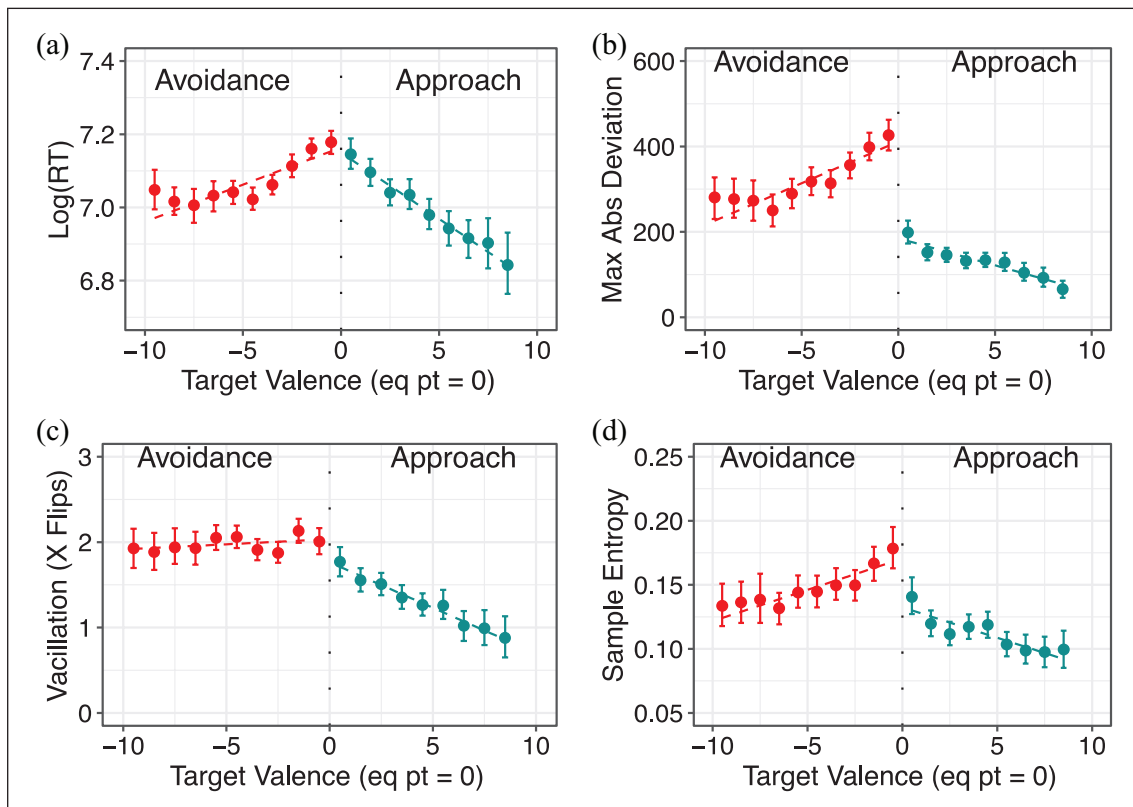 (a)
Log(RT)
7.4
7.2
7.0
6.8
Avoidance
Approach
−10
−5
0
5
10
Target Valence (eq pt = 0)
(b)
Max Abs Deviation
600
400
200
0
Avoidance
Approach
−10
−5
0
5
10
Target Valence (eq pt = 0)
(c)
Vacillation (X Flips)
3
2
1
0
Avoidance
Approach
−10
−5
0
5
10
Target Valence (eq pt = 0)
(d)
Sample Entropy
0.25
0.20
0.15
0.10
0.05
Avoidance
Approach
−10
−5
0
5
10
Target Valence (eq pt = 0)